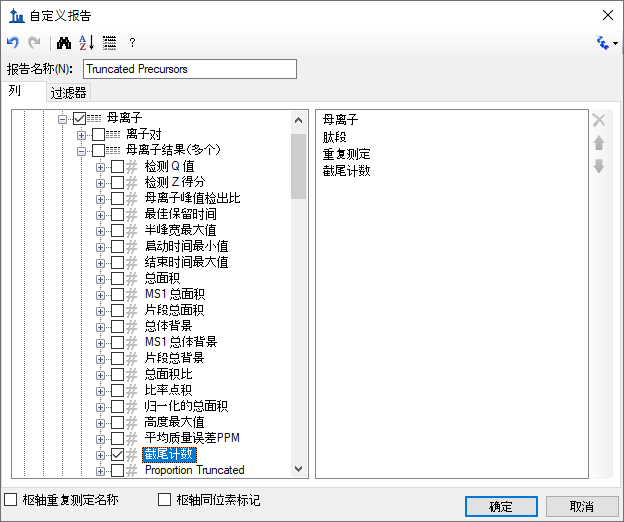 自定义报告
?
报告名称(N): Truncated Precursors
列 过滤器
母离子
离子对
母离子结果(多个)
检测 Q 值
检测 Z 得分
母离子峰值检出比
最佳保留时间
半峰宽最大值
启动时间最小值
结束时间最大值
总面积
MS1 总面积
片段总面积
总体背景
MS1 总体背景
片段总背景
总面积比
比率点积
归一化的总面积
高度最大值
平均质量误差PPM
截尾计数
Proportion Truncated
母离子
肽段
重复测定
截尾计数
枢轴重复测定名称 枢轴同位素标记
确定 取消